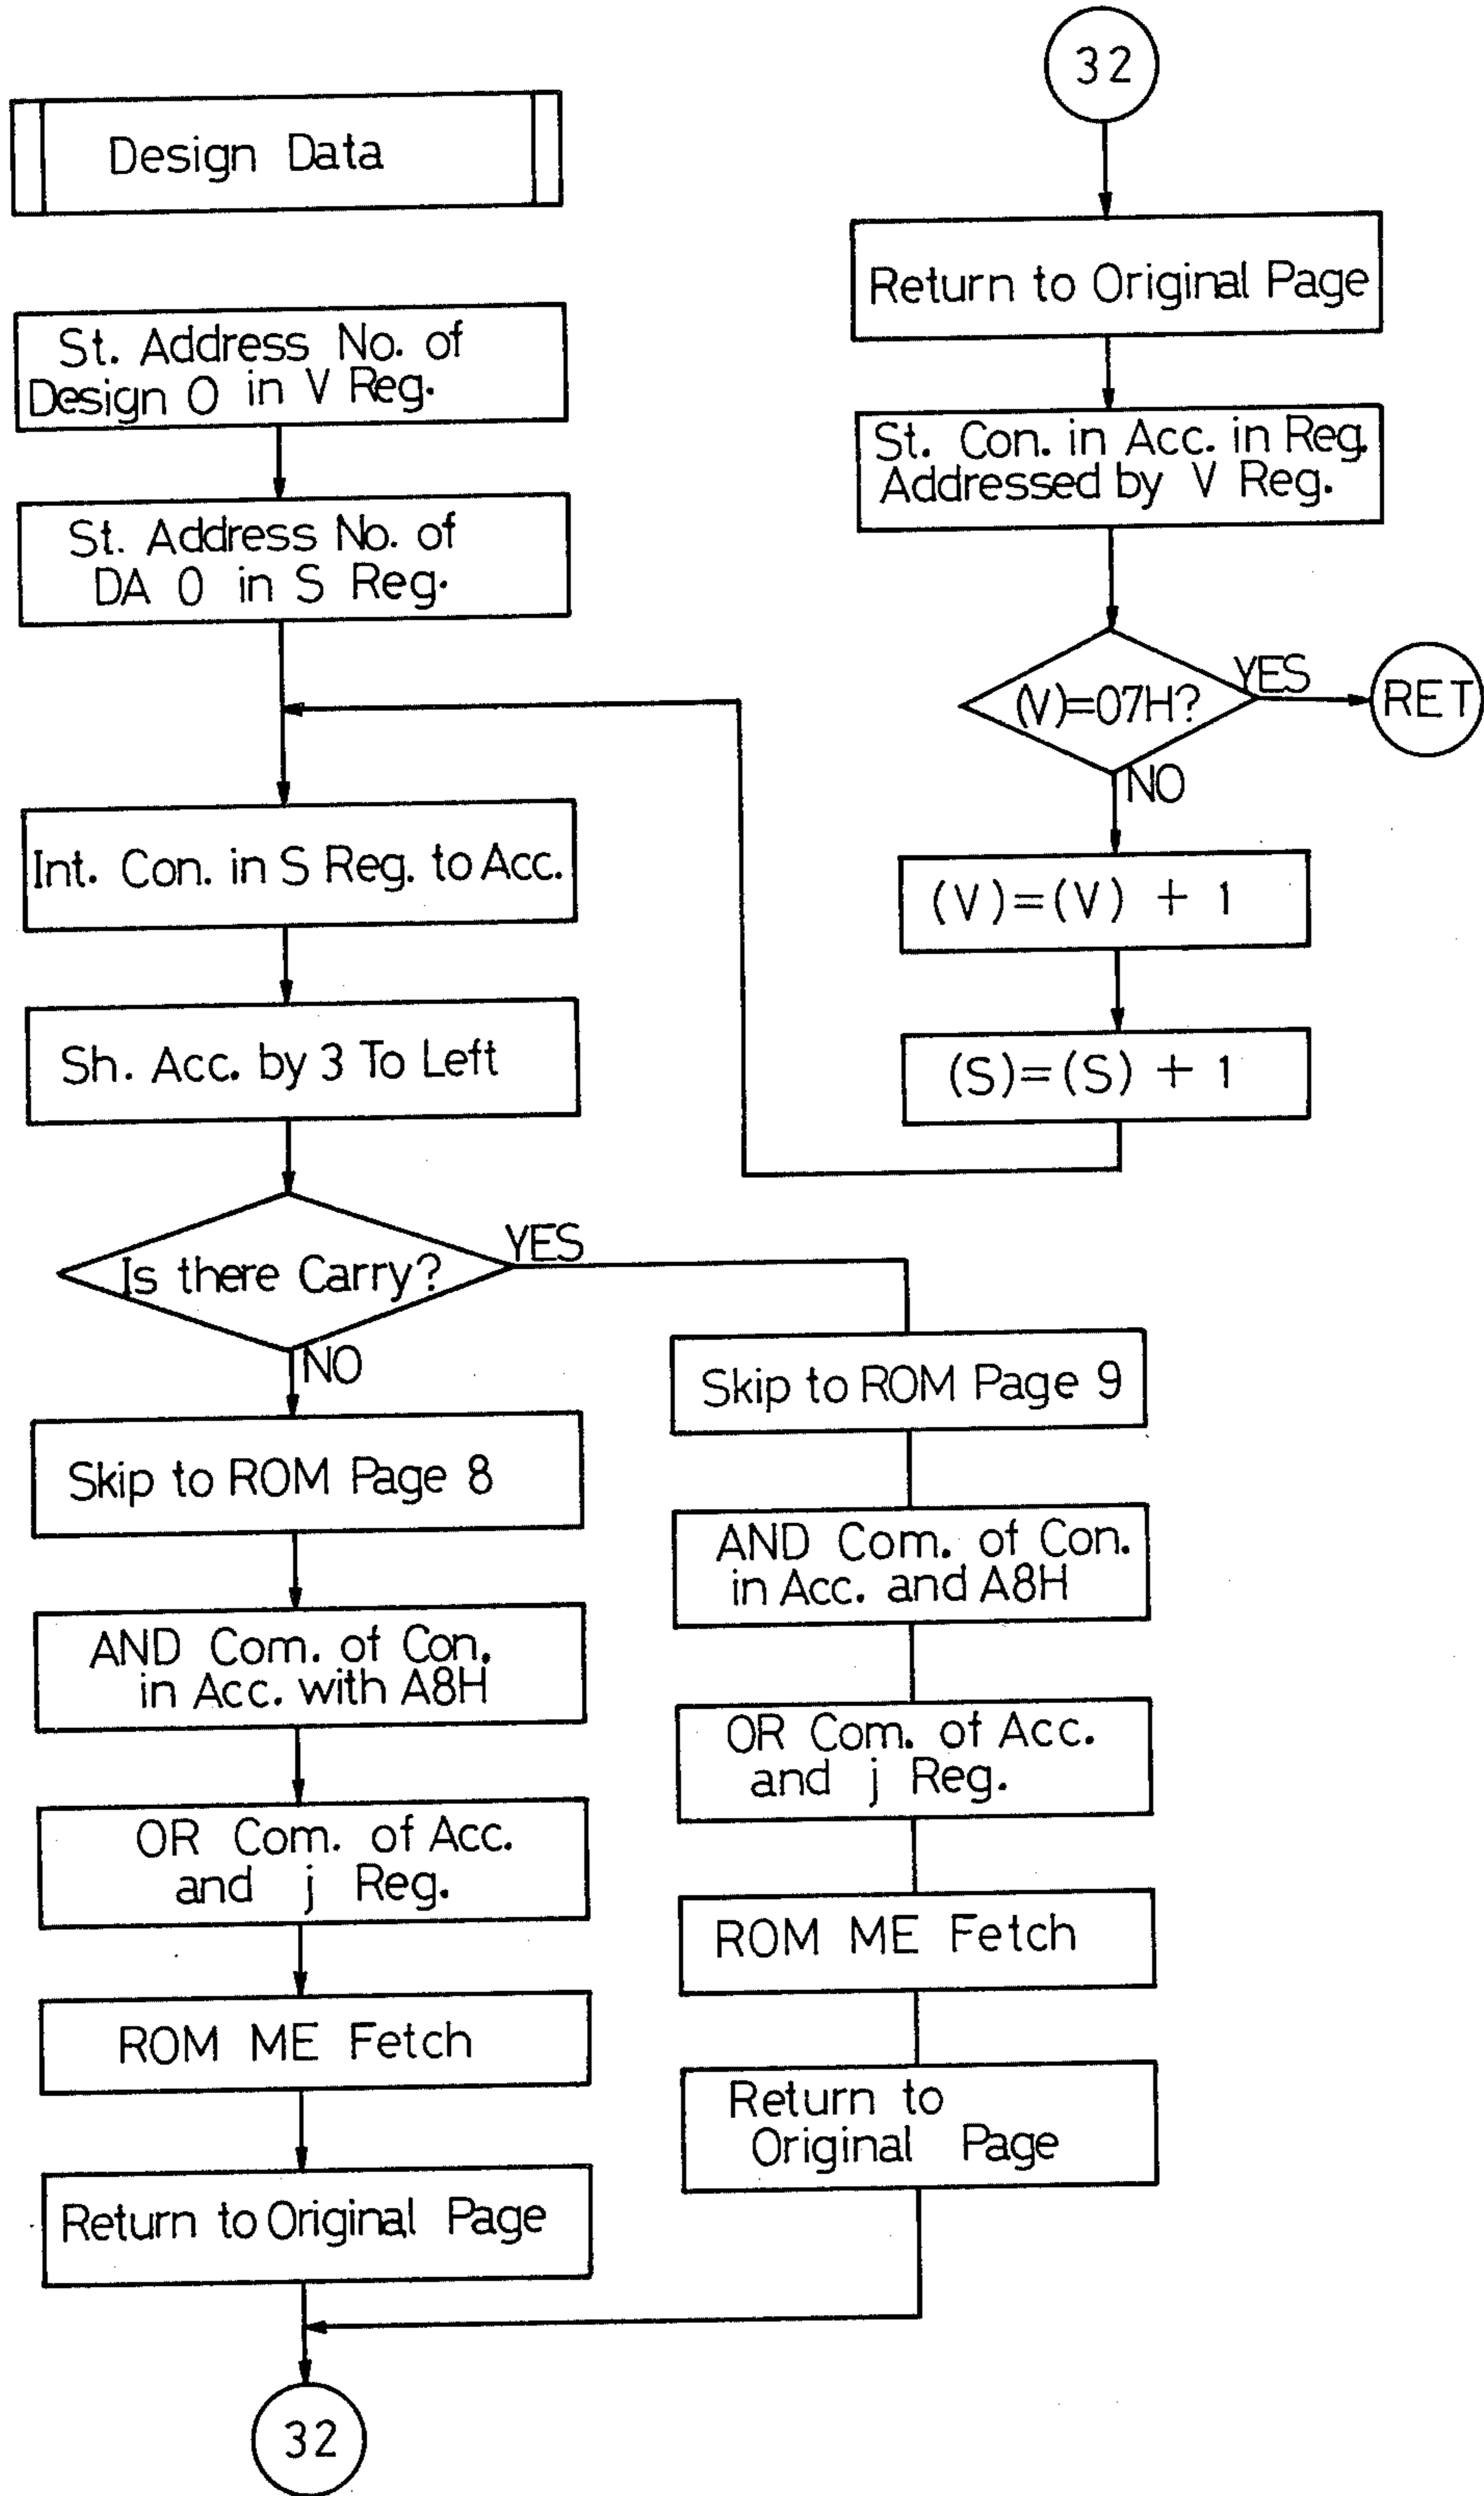 Design Data
St. Address No. of
Design 0 in V Reg.
St. Address No. of
DA 0 in S Reg.
Int. Con. in S Reg. to Acc.
Sh. Acc. by 3 To Left
Is there Carry?
YES
NO
Skip to ROM Page 8
AND Com. of Con.
in Acc. with A8H
OR Com. of Acc.
and j Reg.
ROM ME Fetch
Return to Original Page
32
Skip to ROM Page 9
AND Com. of Con.
in Acc. and A8H
OR Com. of Acc.
and j Reg.
ROM ME Fetch
Return to
Original Page
32
Return to Original Page
St. Con. in Acc. in Reg.
Addressed by V Reg.
(V)=07H?
YES
RET
NO
(V)=(V) + 1
(S)=(S) + 1